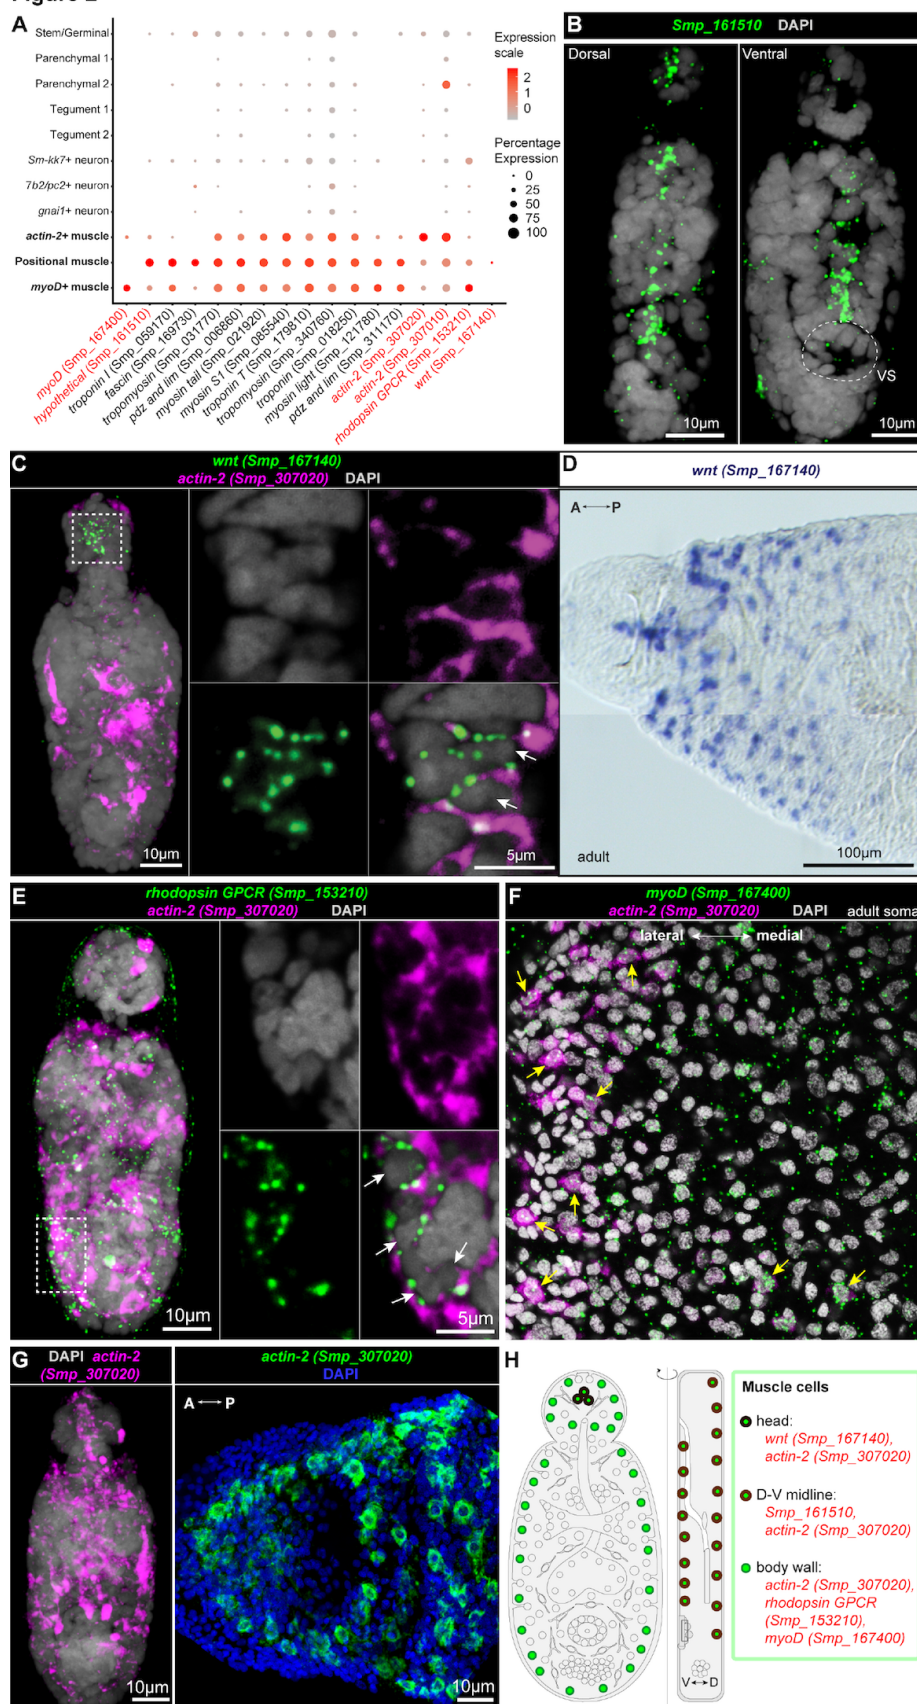 Figure 2
A
Stem/Germinal
Parenchymal 1
Parenchymal 2
Tegument 1
Tegument 2
Sm-kk7+ neuron
7b2/pc2+ neuron
gnai1+ neuron
actin-2+ muscle
Positional muscle
myoD+ muscle
myoD (Smp_167400)
hypothetical (Smp_161510)
troponin I (Smp_059170)
fascin (Smp_169730)
tropomyosin (Smp_031770)
pdz and lim (Smp_006860)
myosin tail (Smp_021920)
myosin S1 (Smp_085540)
troponin T (Smp_179810)
tropomyosin (Smp_340760)
troponin (Smp_018250)
myosin light (Smp_121780)
pdz and lim (Smp_311170)
actin-2 (Smp_307020)
actin-2 (Smp_307010)
rhodopsin GPCR (Smp_153210)
wnt (Smp_167140)
Expression
scale
2
1
0
Percentage
Expression
0
25
50
75
100
B
Smp_161510 DAPI
Dorsal
Ventral
VS
10µm
10µm
C
wnt (Smp_167140)
actin-2 (Smp_307020) DAPI
10µm
5µm
D
wnt (Smp_167140)
A P
adult
100µm
E
rhodopsin GPCR (Smp_153210)
actin-2 (Smp_307020) DAPI
10µm
5µm
F
myoD (Smp_167400)
actin-2 (Smp_307020) DAPI adult soma
lateral medial
G
DAPI actin-2
(Smp_307020)
10µm
actin-2 (Smp_307020)
DAPI
A P
10µm
H
V D
Muscle cells
head:
wnt (Smp_167140),
actin-2 (Smp_307020)
D-V midline:
Smp_161510,
actin-2 (Smp_307020)
body wall:
actin-2 (Smp_307020),
rhodopsin GPCR
(Smp_153210),
myoD (Smp_167400)